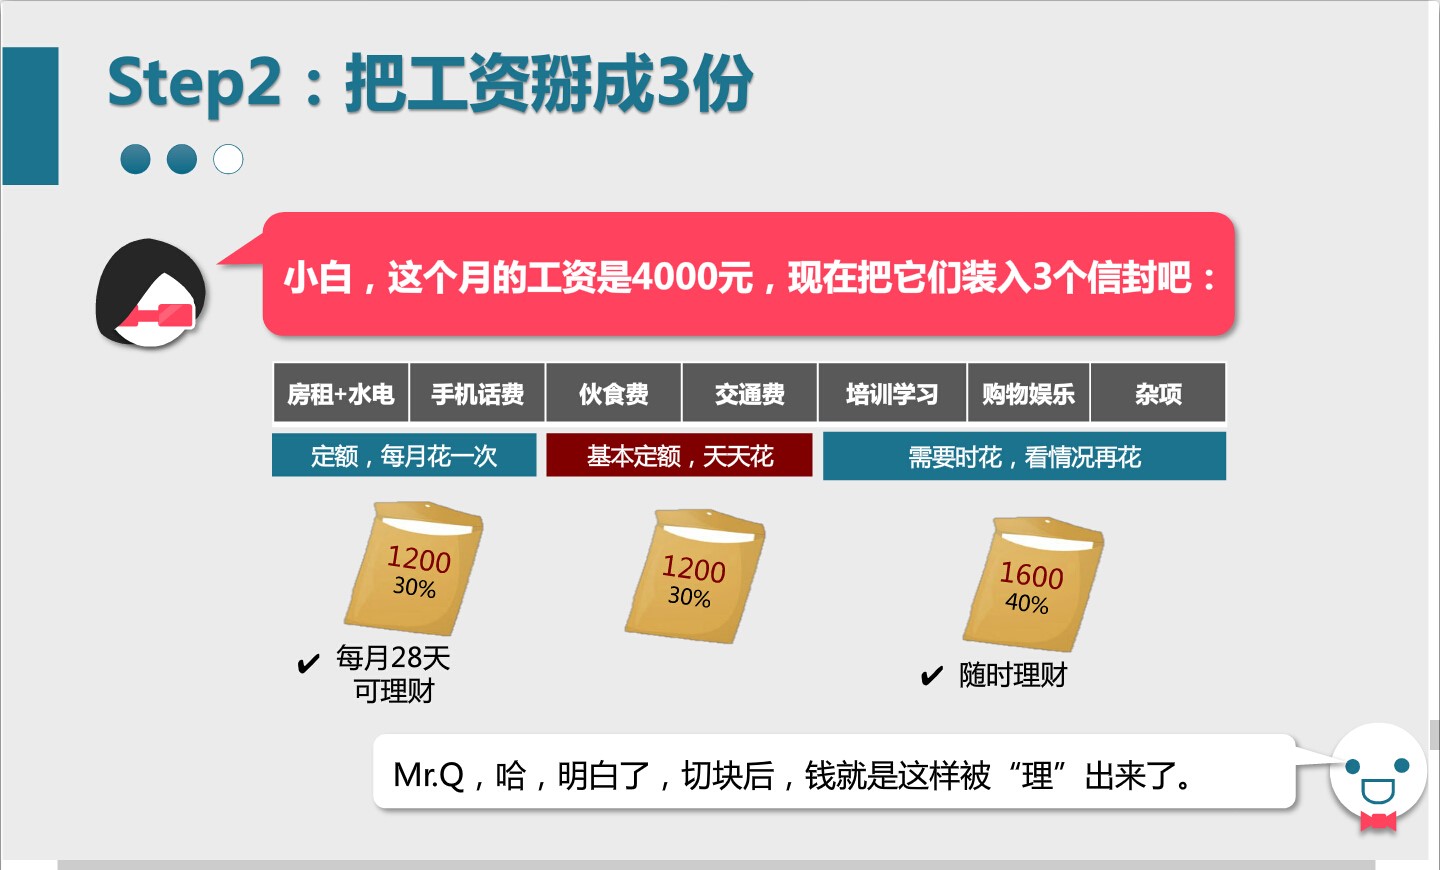 Step2：把工资掰成3份
小白，这个月的工资是4000元，现在把它们装入3个信封吧：
房租+水电 手机话费 伙食费 交通费 培训学习 购物娱乐 杂项
定额，每月花一次 基本定额，天天花 需要时花，看情况再花
1200 1200 1600
30% 30% 40%
✔ 每月28天
可理财
✔ 随时理财
Mr.Q，哈，明白了，切块后，钱就是这样被“理”出来了。